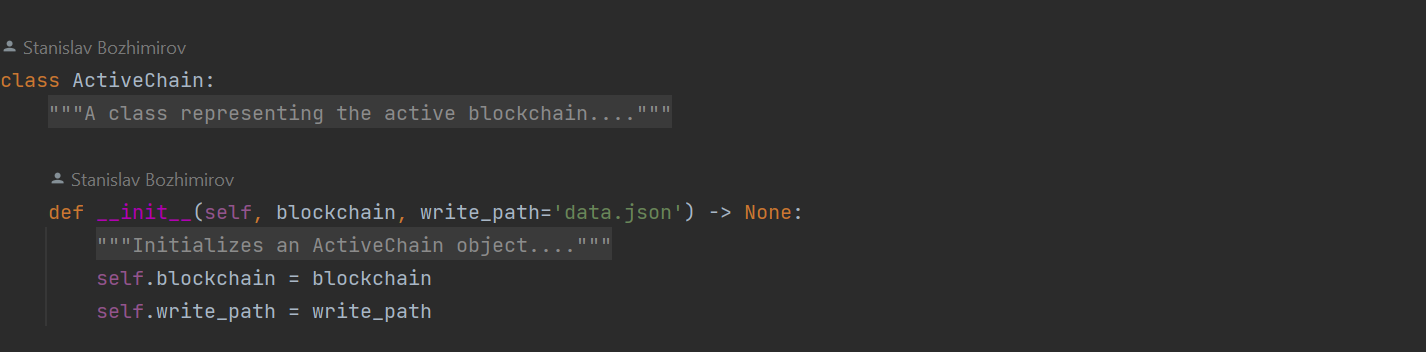 Stanislav Bozhimirov
class ActiveChain:
"""A class representing the active blockchain...."""
Stanislav Bozhimirov
def __init__(self, blockchain, write_path='data.json') -> None:
"""Initializes an ActiveChain object...."""
self.blockchain = blockchain
self.write_path = write_path